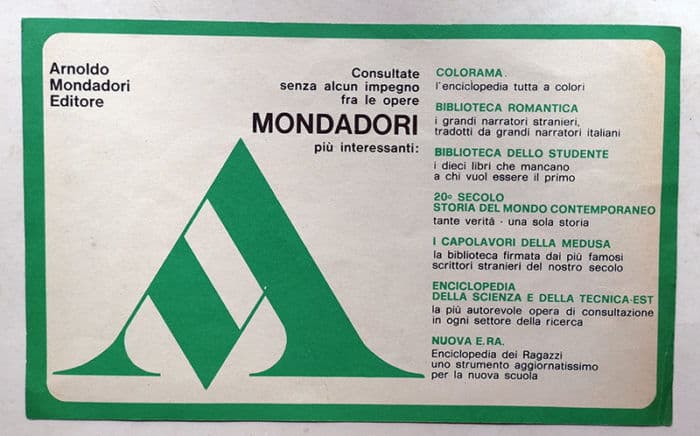 Arnoldo
Mondadori
Editore
Consultate
senza alcun impegno
fra le opere
MONDADORI
più interessanti:
COLORAMA.
l'enciclopedia tutta a colori
BIBLIOTECA ROMANTICA
i grandi narratori stranieri,
tradotti da grandi narratori italiani
BIBLIOTECA DELLO STUDENTE
i dieci libri che mancano
a chi vuol essere il primo
20º SECOLO
STORIA DEL MONDO CONTEMPORANEO
tante verità - una sola storia
I CAPOLAVORI DELLA MEDUSA
la biblioteca firmata dai più famosi
scrittori stranieri del nostro secolo
ENCICLOPEDIA
DELLA SCIENZA E DELLA TECNICA-EST
la più autorevole opera di consultazione
in ogni settore della ricerca
NUOVA E.RA.
Enciclopedia dei Ragazzi
uno strumento aggiornatissimo
per la nuova scuola